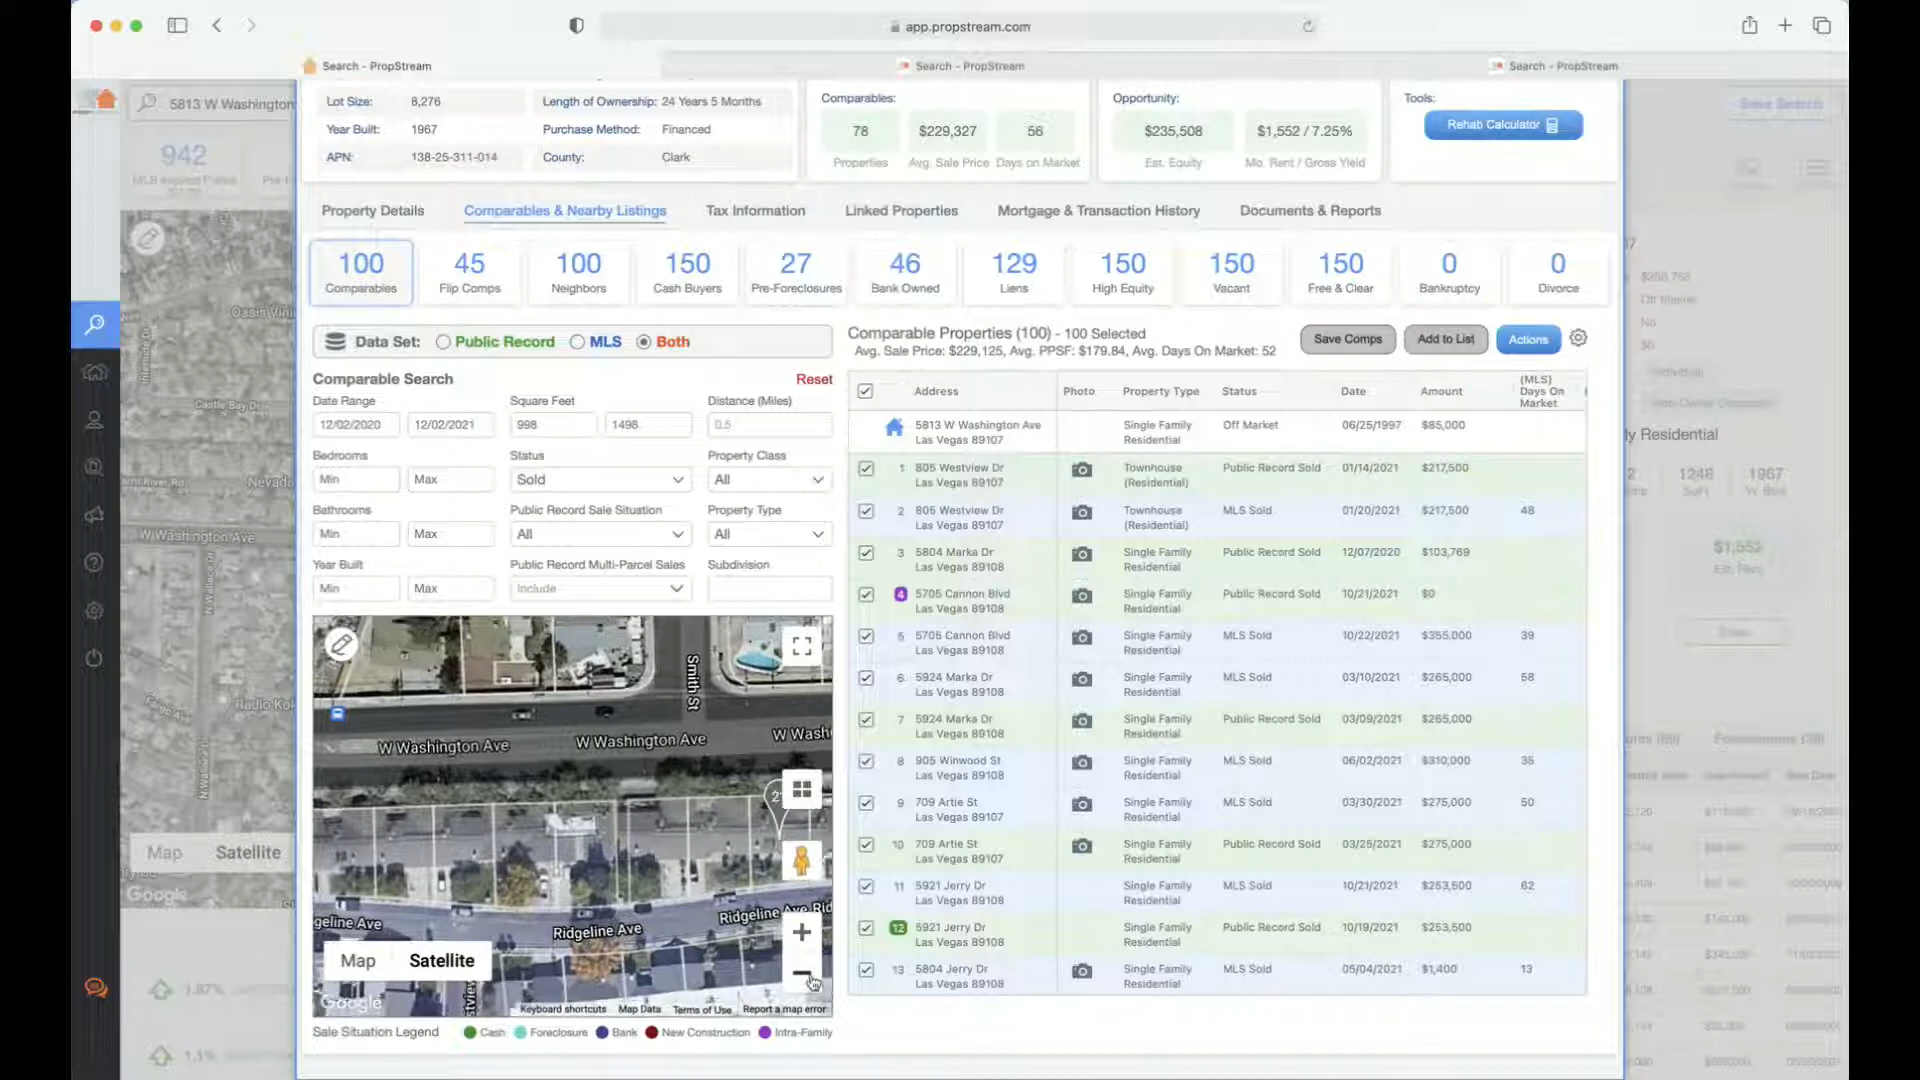 app.propstream.com
Search - PropStream
Search - PropStream
Search - PropStream
5813 W Washington
Save Search
942
Lot Size: 8,276
Length of Ownership: 24 Years 5 Months
Year Built: 1967
Purchase Method: Financed
APN: 138-25-311-014
County: Clark
Comparables:
78 $229,327 56
Properties Avg. Sale Price Days on Market
Opportunity:
$235,508 $1,552 / 7.25%
Est. Equity Mo. Rent / Gross Yield
Tools:
Rehab Calculator
Property Details
Comparables & Nearby Listings
Tax Information
Linked Properties
Mortgage & Transaction History
Documents & Reports
100 Comparables
45 Flip Comps
100 Neighbors
150 Cash Buyers
27 Pre-Foreclosures
46 Bank Owned
129 Liens
150 High Equity
150 Vacant
150 Free & Clear
0 Bankruptcy
0 Divorce
Data Set: Public Record MLS Both
Comparable Search
Reset
Date Range
Square Feet
Distance (Miles)
12/02/2020 12/02/2021 998 1498 0.5
Bedrooms
Status
Property Class
Min Max Sold All
Bathrooms
Public Record Sale Situation
Property Type
Min Max All All
Year Built
Public Record Multi-Parcel Sales
Subdivision
Min Max Include
Smith St
W Washington Ave
W Washington Ave
W Wash
Ridgeline Ave
Ridgeline Ave
Rid
geline Ave
Map Satellite
Google
Keyboard shortcuts Map Data Terms of Use Report a map error
Sale Situation Legend Cash Foreclosure Bank New Construction Intra-Family
Comparable Properties (100) - 100 Selected
Avg. Sale Price: $229,125, Avg. PPSF: $179.84, Avg. Days On Market: 52
Save Comps
Add to List
Actions
Address Photo Property Type Status Date Amount (MLS) Days On Market
5813 W Washington Ave Las Vegas 89107 Single Family Residential Off Market 06/25/1997 $85,000
1 805 Westview Dr Las Vegas 89107 Townhouse (Residential) Public Record Sold 01/14/2021 $217,500
2 805 Westview Dr Las Vegas 89107 Townhouse (Residential) MLS Sold 01/20/2021 $217,500 48
3 5804 Marka Dr Las Vegas 89108 Single Family Residential Public Record Sold 12/07/2020 $103,769
4 5705 Cannon Blvd Las Vegas 89108 Single Family Residential Public Record Sold 10/21/2021 $0
5 5705 Cannon Blvd Las Vegas 89108 Single Family Residential MLS Sold 10/22/2021 $355,000 39
6 5924 Marka Dr Las Vegas 89108 Single Family Residential MLS Sold 03/10/2021 $265,000 58
7 5924 Marka Dr Las Vegas 89108 Single Family Residential Public Record Sold 03/09/2021 $265,000
8 905 Winwood St Las Vegas 89108 Single Family Residential MLS Sold 06/02/2021 $310,000 35
9 709 Artie St Las Vegas 89107 Single Family Residential MLS Sold 03/30/2021 $275,000 50
10 709 Artie St Las Vegas 89107 Single Family Residential Public Record Sold 03/25/2021 $275,000
11 5921 Jerry Dr Las Vegas 89108 Single Family Residential MLS Sold 10/21/2021 $253,500 62
12 5921 Jerry Dr Las Vegas 89108 Single Family Residential Public Record Sold 10/19/2021 $253,500
13 5804 Jerry Dr Las Vegas 89108 Single Family Residential MLS Sold 05/04/2021 $1,400 13
Castle Bay Dr
W Washington Ave
Map Satellite
Google
1.87%
1.1%
y Residential
1248
1967
$1,552